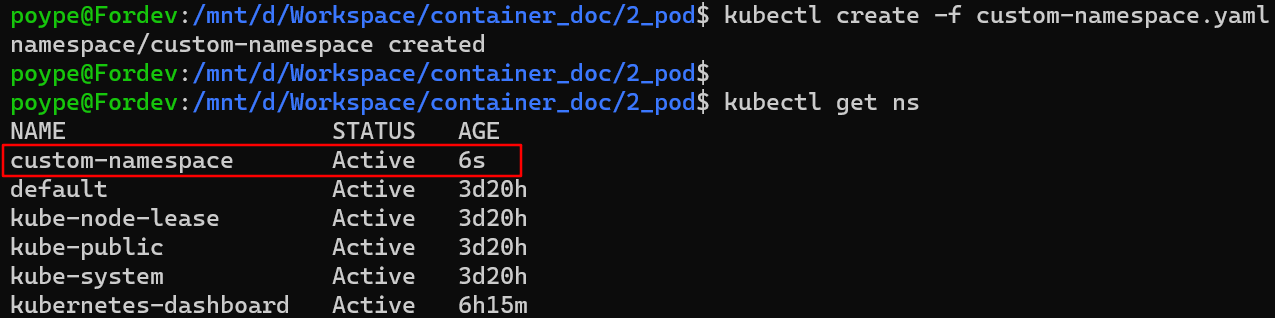 poype@Fordev:/mnt/d/Workspace/container_doc/2_pod$ kubectl create -f custom-namespace.yaml
namespace/custom-namespace created
poype@Fordev:/mnt/d/Workspace/container_doc/2_pod$
poype@Fordev:/mnt/d/Workspace/container_doc/2_pod$ kubectl get ns
NAME                   STATUS   AGE
custom-namespace       Active   6s
default                Active   3d20h
kube-node-lease        Active   3d20h
kube-public            Active   3d20h
kube-system            Active   3d20h
kubernetes-dashboard   Active   6h15m